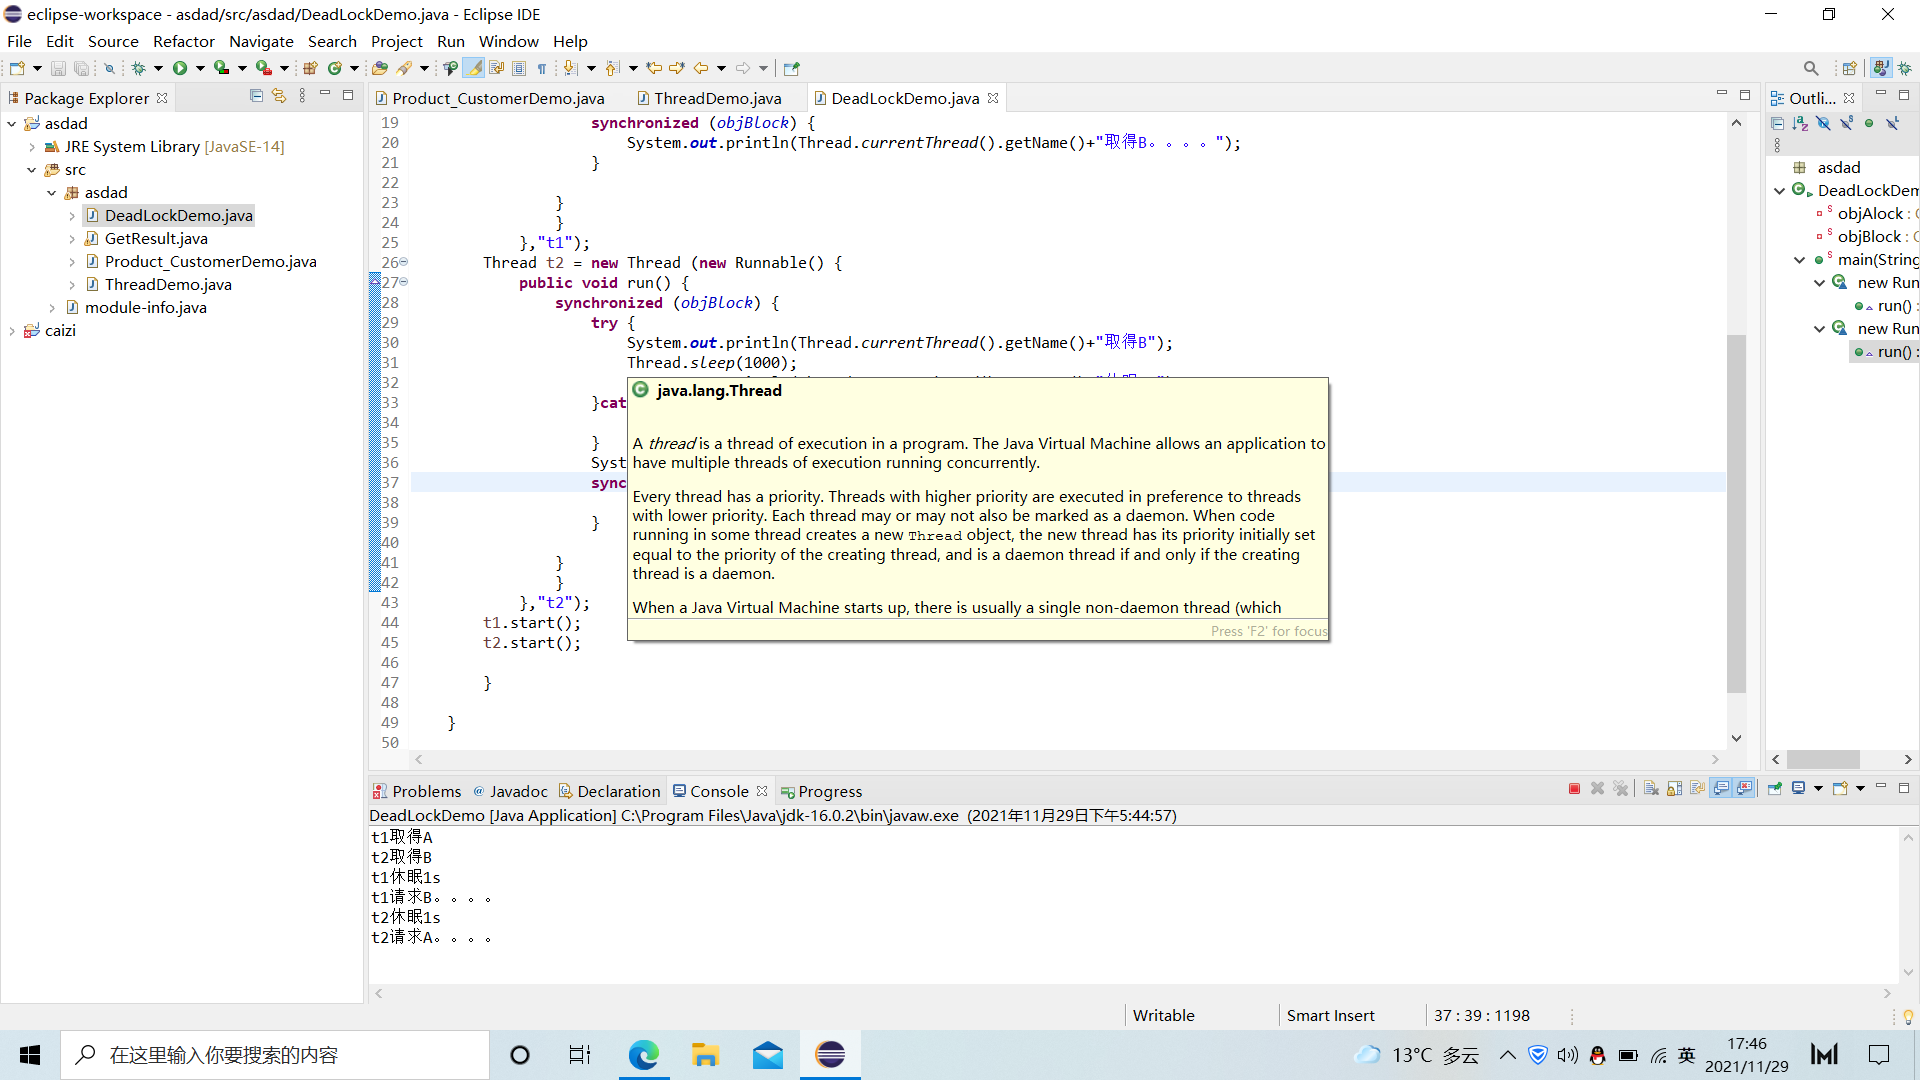 eclipse-workspace - asdad/src/asdad/DeadLockDemo.java - Eclipse IDE
File Edit Source Refactor Navigate Search Project Run Window Help
Package Explorer
asdad
JRE System Library [JavaSE-14]
src
asdad
DeadLockDemo.java
GetResult.java
Product_CustomerDemo.java
ThreadDemo.java
module-info.java
caizi
Product_CustomerDemo.java ThreadDemo.java DeadLockDemo.java
19 synchronized (objBlock) {
20 System.out.println(Thread.currentThread().getName()+"取得B。。。。");
21 }
22
23 }
24 }
25 },"t1");
26 Thread t2 = new Thread (new Runnable() {
27 public void run() {
28 synchronized (objBlock) {
29 try {
30 System.out.println(Thread.currentThread().getName()+"取得B");
31 Thread.sleep(1000);
32
33 }cat
34
35 }
36 Syst
37 sync
38
39 }
40
41 }
42 }
43 },"t2");
44 t1.start();
45 t2.start();
46
47 }
48
49 }
50
java.lang.Thread
A thread is a thread of execution in a program. The Java Virtual Machine allows an application to
have multiple threads of execution running concurrently.
Every thread has a priority. Threads with higher priority are executed in preference to threads
with lower priority. Each thread may or may not also be marked as a daemon. When code
running in some thread creates a new Thread object, the new thread has its priority initially set
equal to the priority of the creating thread, and is a daemon thread if and only if the creating
thread is a daemon.
When a Java Virtual Machine starts up, there is usually a single non-daemon thread (which
Press 'F2' for focus
Outli...
asdad
DeadLockDem
objAlock :
objBlock :
main(String
new Run
run() :
new Run
run() :
Problems Javadoc Declaration Console Progress
DeadLockDemo [Java Application] C:\Program Files\Java\jdk-16.0.2\bin\javaw.exe (2021年11月29日下午5:44:57)
t1取得A
t2取得B
t1休眠1s
t1请求B。。。。
t2休眠1s
t2请求A。。。。
Writable Smart Insert 37 : 39 : 1198
在这里输入你要搜索的内容
13°C 多云
英
17:46
2021/11/29